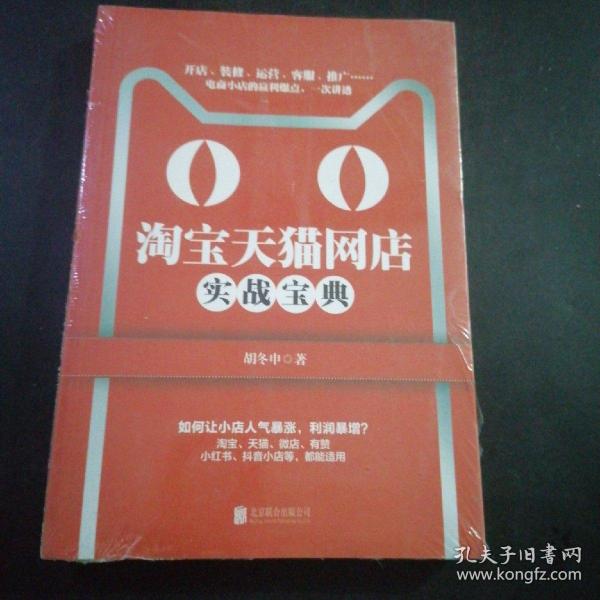 开店、装修、运营、客服、推广……
电商小店的赢利爆点，一次讲透
淘宝天猫网店
实战宝典
胡冬中◎著
如何让小店人气暴涨，利润暴增？
淘宝、天猫、微店、有赞
小红书、抖音小店等，都能适用
北京联合出版公司
孔夫子旧书网
www.kongfz.com